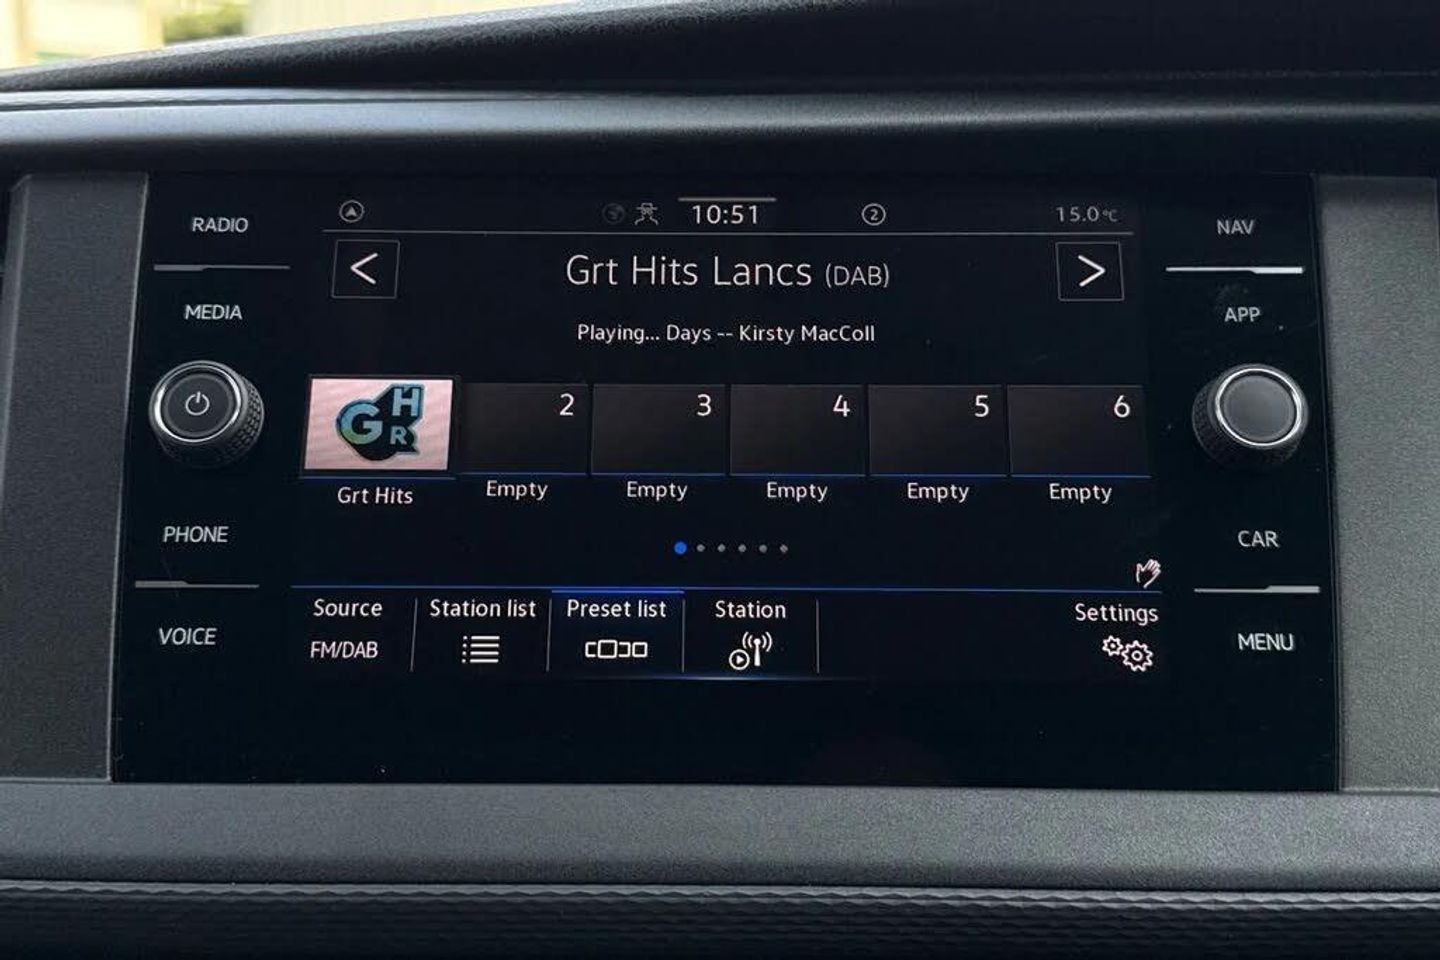 RADIO
MEDIA
PHONE
VOICE
10:51
2
15.0°C
Grt Hits Lancs (DAB)
Playing... Days -- Kirsty MacColl
GHR
2
3
4
5
6
Grt Hits
Empty
Empty
Empty
Empty
Empty
Source
FM/DAB
Station list
Preset list
Station
Settings
NAV
APP
CAR
MENU